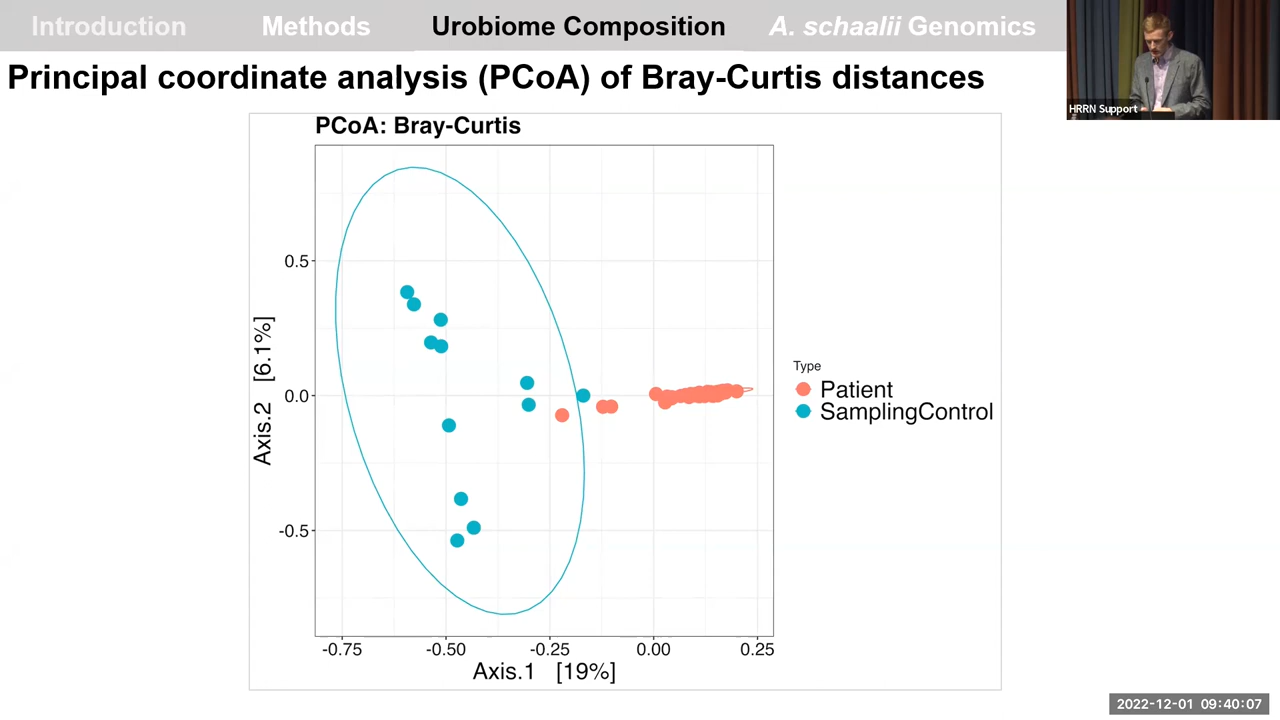 Introduction Methods Urobiome Composition A. schaalii Genomics
Principal coordinate analysis (PCoA) of Bray-Curtis distances
HRRN Support
PCoA: Bray-Curtis
0.5
0.0
-0.5
Axis.2 [6.1%]
-0.75 -0.50 -0.25 0.00 0.25
Axis.1 [19%]
Type
Patient
SamplingControl
2022-12-01 09:40:07